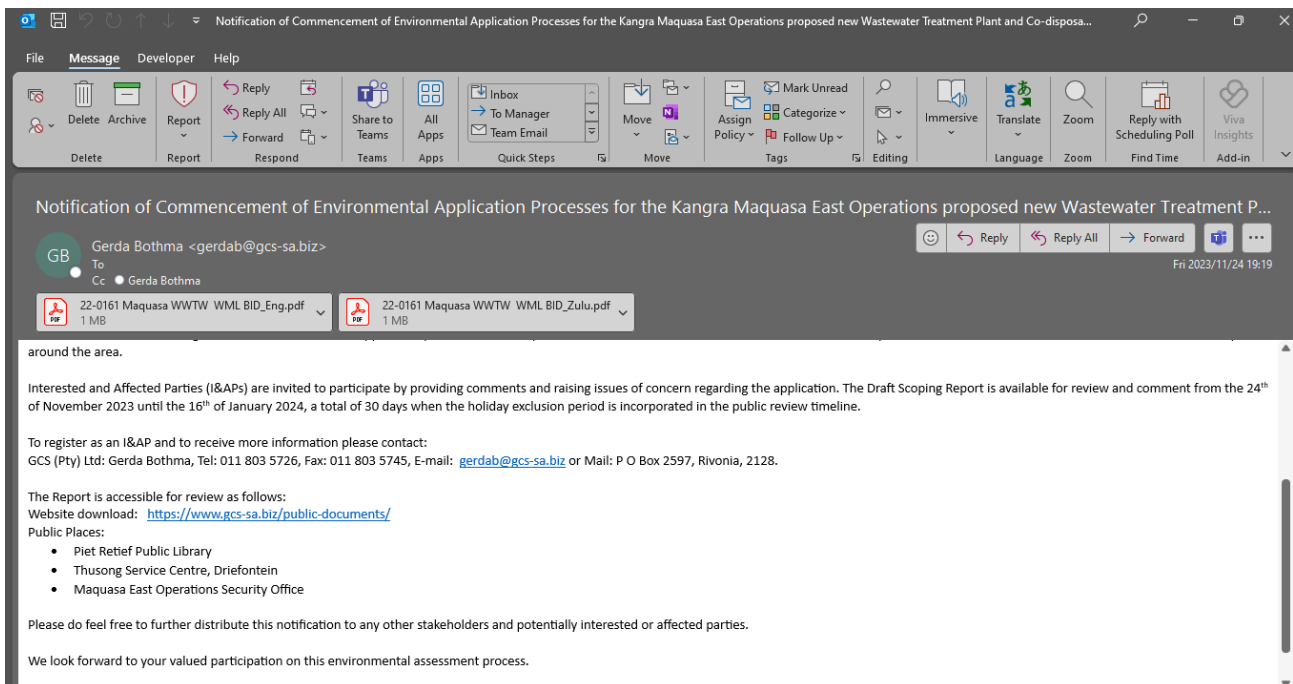 Notification of Commencement of Environmental Application Processes for the Kangra Maquasa East Operations proposed new Wastewater Treatment Plant and Co-disposa...
File Message Developer Help
Delete Archive
Report
Reply
Reply All
Forward
Share to Teams
All Apps
Inbox
To Manager
Team Email
Move
Assign Policy
Mark Unread
Categorize
Follow Up
Immersive
Translate
Zoom
Reply with Scheduling Poll
Viva Insights
Delete Report Respond Teams Apps Quick Steps Move Tags Editing Language Zoom Find Time Add-in
Notification of Commencement of Environmental Application Processes for the Kangra Maquasa East Operations proposed new Wastewater Treatment P...
GB
Gerda Bothma <gerdab@gcs-sa.biz>
To
Cc Gerda Bothma
Reply Reply All Forward
Fri 2023/11/24 19:19
22-0161 Maquasa WWTW WML BID_Eng.pdf
1 MB
22-0161 Maquasa WWTW WML BID_Zulu.pdf
1 MB
around the area.
Interested and Affected Parties (I&APs) are invited to participate by providing comments and raising issues of concern regarding the application. The Draft Scoping Report is available for review and comment from the 24th
of November 2023 until the 16th of January 2024, a total of 30 days when the holiday exclusion period is incorporated in the public review timeline.
To register as an I&AP and to receive more information please contact:
GCS (Pty) Ltd: Gerda Bothma, Tel: 011 803 5726, Fax: 011 803 5745, E-mail: gerdab@gcs-sa.biz or Mail: P O Box 2597, Rivonia, 2128.
The Report is accessible for review as follows:
Website download: https://www.gcs-sa.biz/public-documents/
Public Places:
• Piet Retief Public Library
• Thusong Service Centre, Driefontein
• Maquasa East Operations Security Office
Please do feel free to further distribute this notification to any other stakeholders and potentially interested or affected parties.
We look forward to your valued participation on this environmental assessment process.